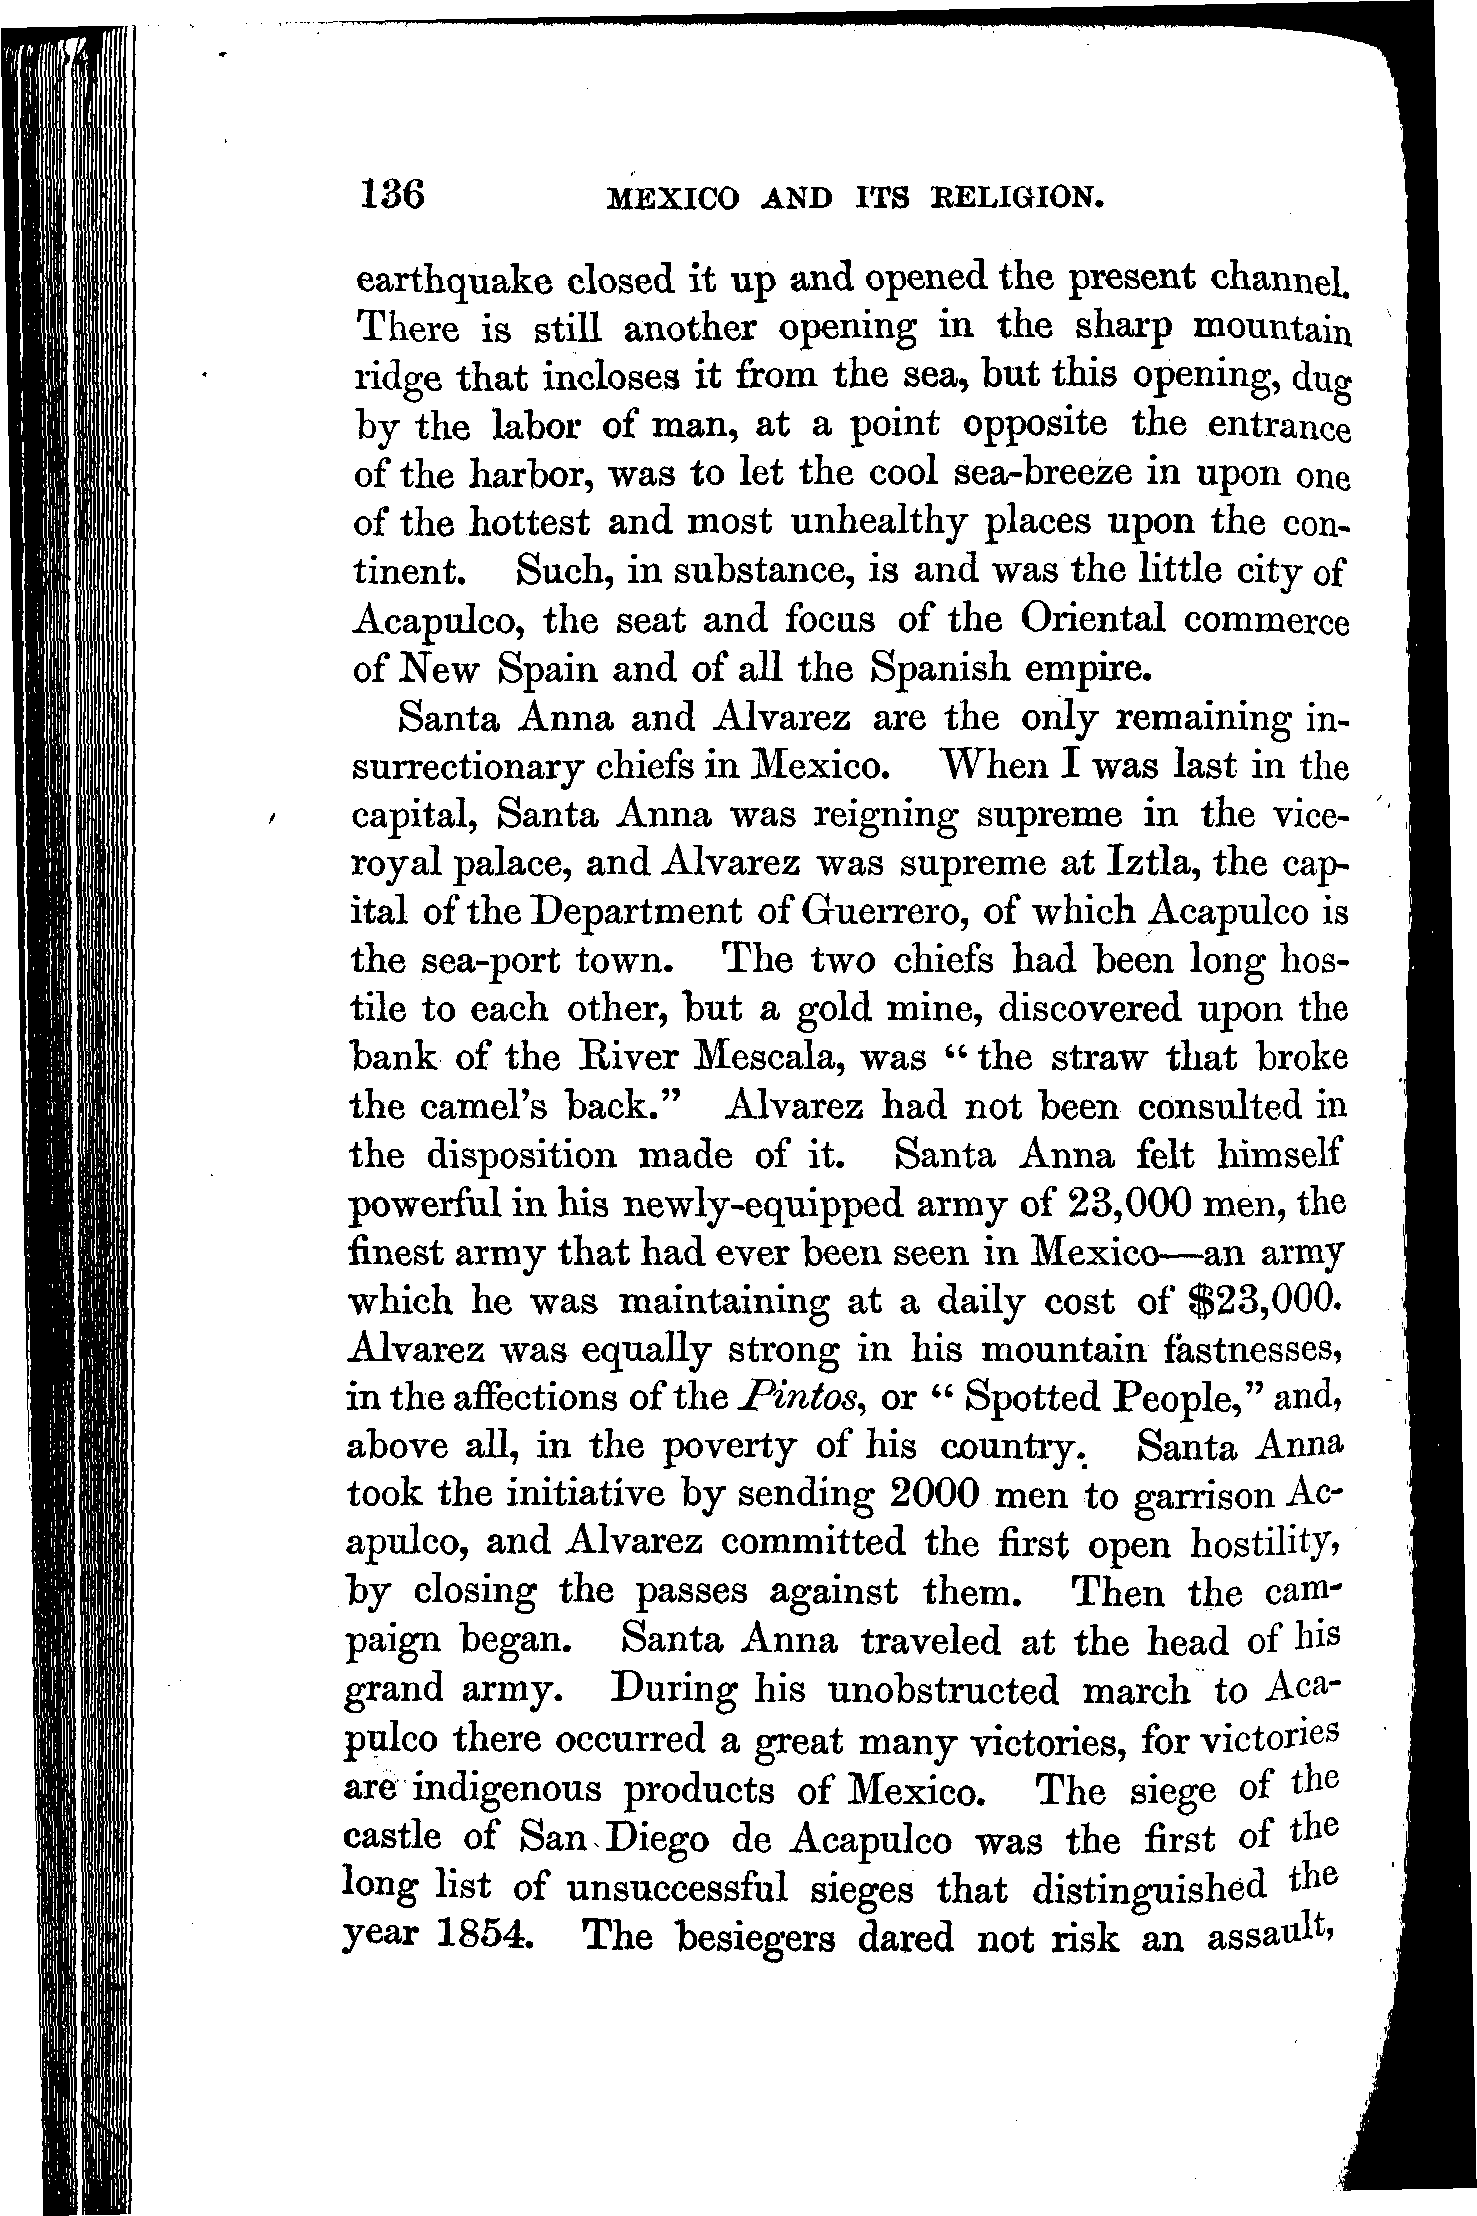 136 MEXICO AND ITS RELIGION.
earthquake closed it up and opened the present channel.
There is still another opening in the sharp mountain
ridge that incloses it from the sea, but this opening, dug
by the labor of man, at a point opposite the entrance
of the harbor, was to let the cool sea-breeze in upon one
of the hottest and most unhealthy places upon the con-
tinent. Such, in substance, is and was the little city of
Acapulco, the seat and focus of the Oriental commerce
of New Spain and of all the Spanish empire.
Santa Anna and Alvarez are the only remaining in-
surrectionary chiefs in Mexico. When I was last in the
capital, Santa Anna was reigning supreme in the vice-
royal palace, and Alvarez was supreme at Iztla, the cap-
ital of the Department of Guerrero, of which Acapulco is
the sea-port town. The two chiefs had been long hos-
tile to each other, but a gold mine, discovered upon the
bank of the River Mescala, was "the straw that broke
the camel's back." Alvarez had not been consulted in
the disposition made of it. Santa Anna felt himself
powerful in his newly-equipped army of 23,000 men, the
finest army that had ever been seen in Mexico—an army
which he was maintaining at a daily cost of $23,000.
Alvarez was equally strong in his mountain fastnesses,
in the affections of the Pintos, or "Spotted People," and,
above all, in the poverty of his country. Santa Anna
took the initiative by sending 2000 men to garrison Ac-
apulco, and Alvarez committed the first open hostility,
by closing the passes against them. Then the cam-
paign began. Santa Anna traveled at the head of his
grand army. During his unobstructed march to Aca-
pulco there occurred a great many victories, for victories
are indigenous products of Mexico. The siege of the
castle of San Diego de Acapulco was the first of the
long list of unsuccessful sieges that distinguished the
year 1854. The besiegers dared not risk an assault,